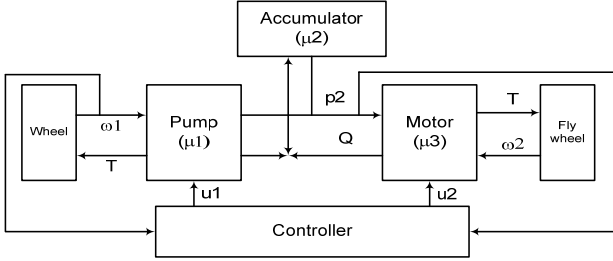 Accumulator
(μ2)
p2
Wheel
ω1
T
Pump
(μ1)
Q
Motor
(μ3)
T
ω2
Fly
wheel
u1
u2
Controller